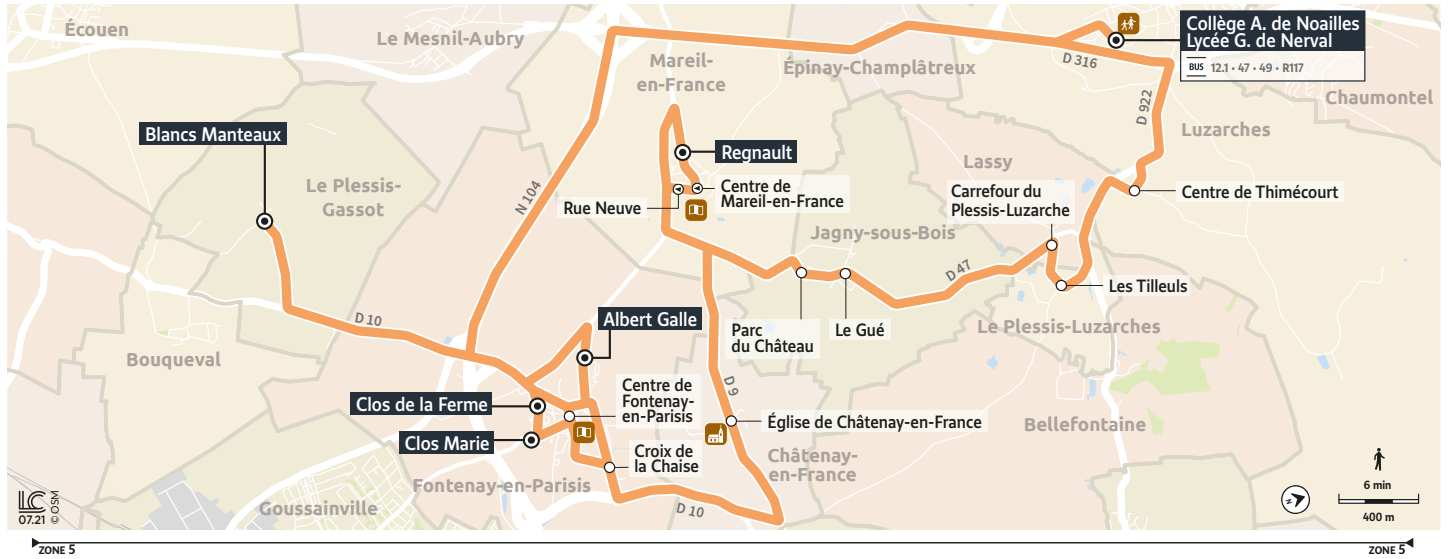 Écouen
Le Mesnil-Aubry
Mareil-
en-France
Épinay-Champlâtreux
D 316
Collège A. de Noailles
Lycée G. de Nerval
BUS 12.1 • 47 • 49 • R117
Chaumontel
D 922
Luzarches
Blancs Manteaux
Le Plessis-
Gassot
N 104
Regnault
Centre de
Mareil-en-France
Rue Neuve
Lassy
Carrefour du
Plessis-Luzarche
Centre de Thimécourt
Jagny-sous-Bois
D 47
Les Tilleuls
Parc
du Château
Le Gué
Le Plessis-Luzarches
D 10
Albert Galle
Bouqueval
Centre de
Fontenay-
en-Parisis
Clos de la Ferme
Clos Marie
D 9
Église de Châtenay-en-France
Bellefontaine
Croix de
la Chaise
Châtenay-
en-France
Fontenay-en-Parisis
Goussainville
D 10
LC
07.21 © OSM
N
6 min
400 m
ZONE 5
ZONE 5